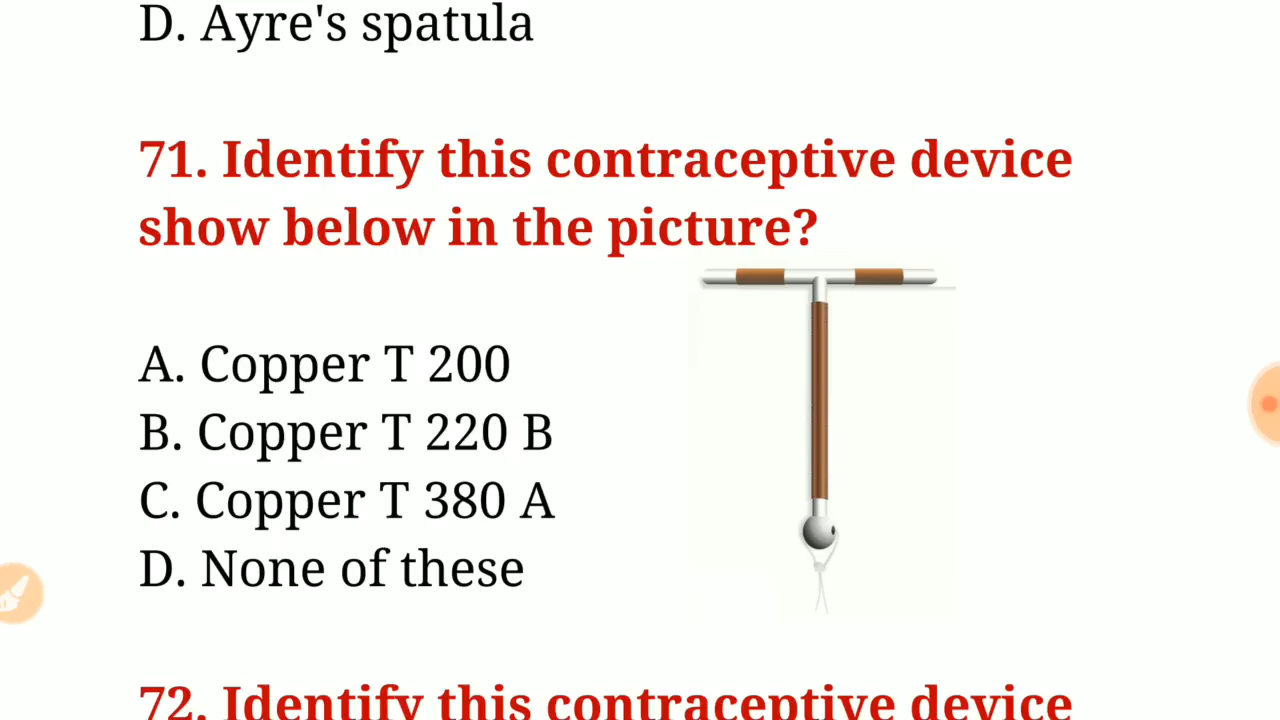 D. Ayre's spatula
71. Identify this contraceptive device
show below in the picture?
A. Copper T 200
B. Copper T 220 B
C. Copper T 380 A
D. None of these
72. Identify this contraceptive device